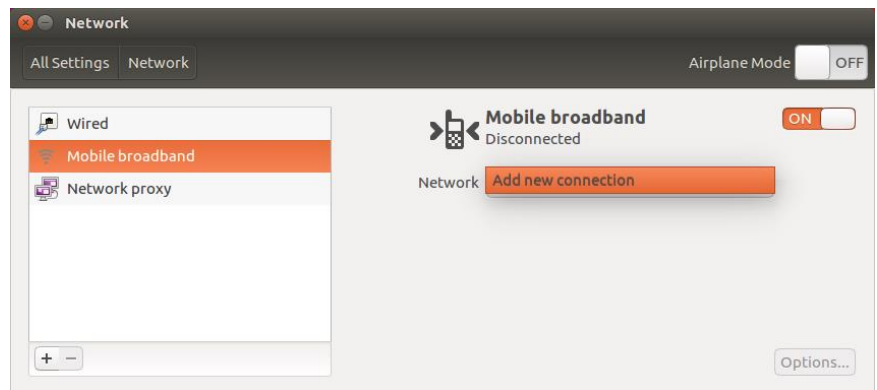 Network
All Settings Network
Airplane Mode OFF
Wired
Mobile broadband
Network proxy
Mobile broadband
ON
Disconnected
Network Add new connection
+ -
Options...